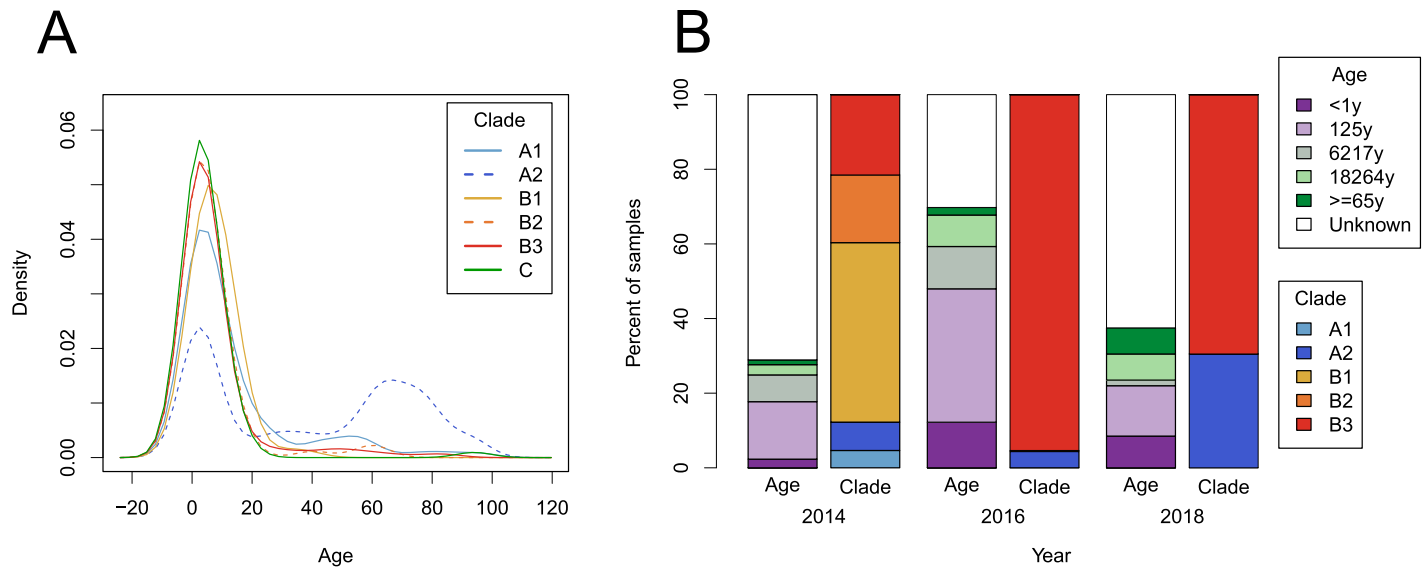 A
Density
0.00
0.02
0.04
0.06
−20
0
20
40
60
80
100
120
Age
Clade
A1
A2
B1
B2
B3
C
B
Percent of samples
0
20
40
60
80
100
Age
Clade
Age
Clade
Age
Clade
2014
2016
2018
Year
Age
<1y
125y
6217y
18264y
>=65y
Unknown
Clade
A1
A2
B1
B2
B3